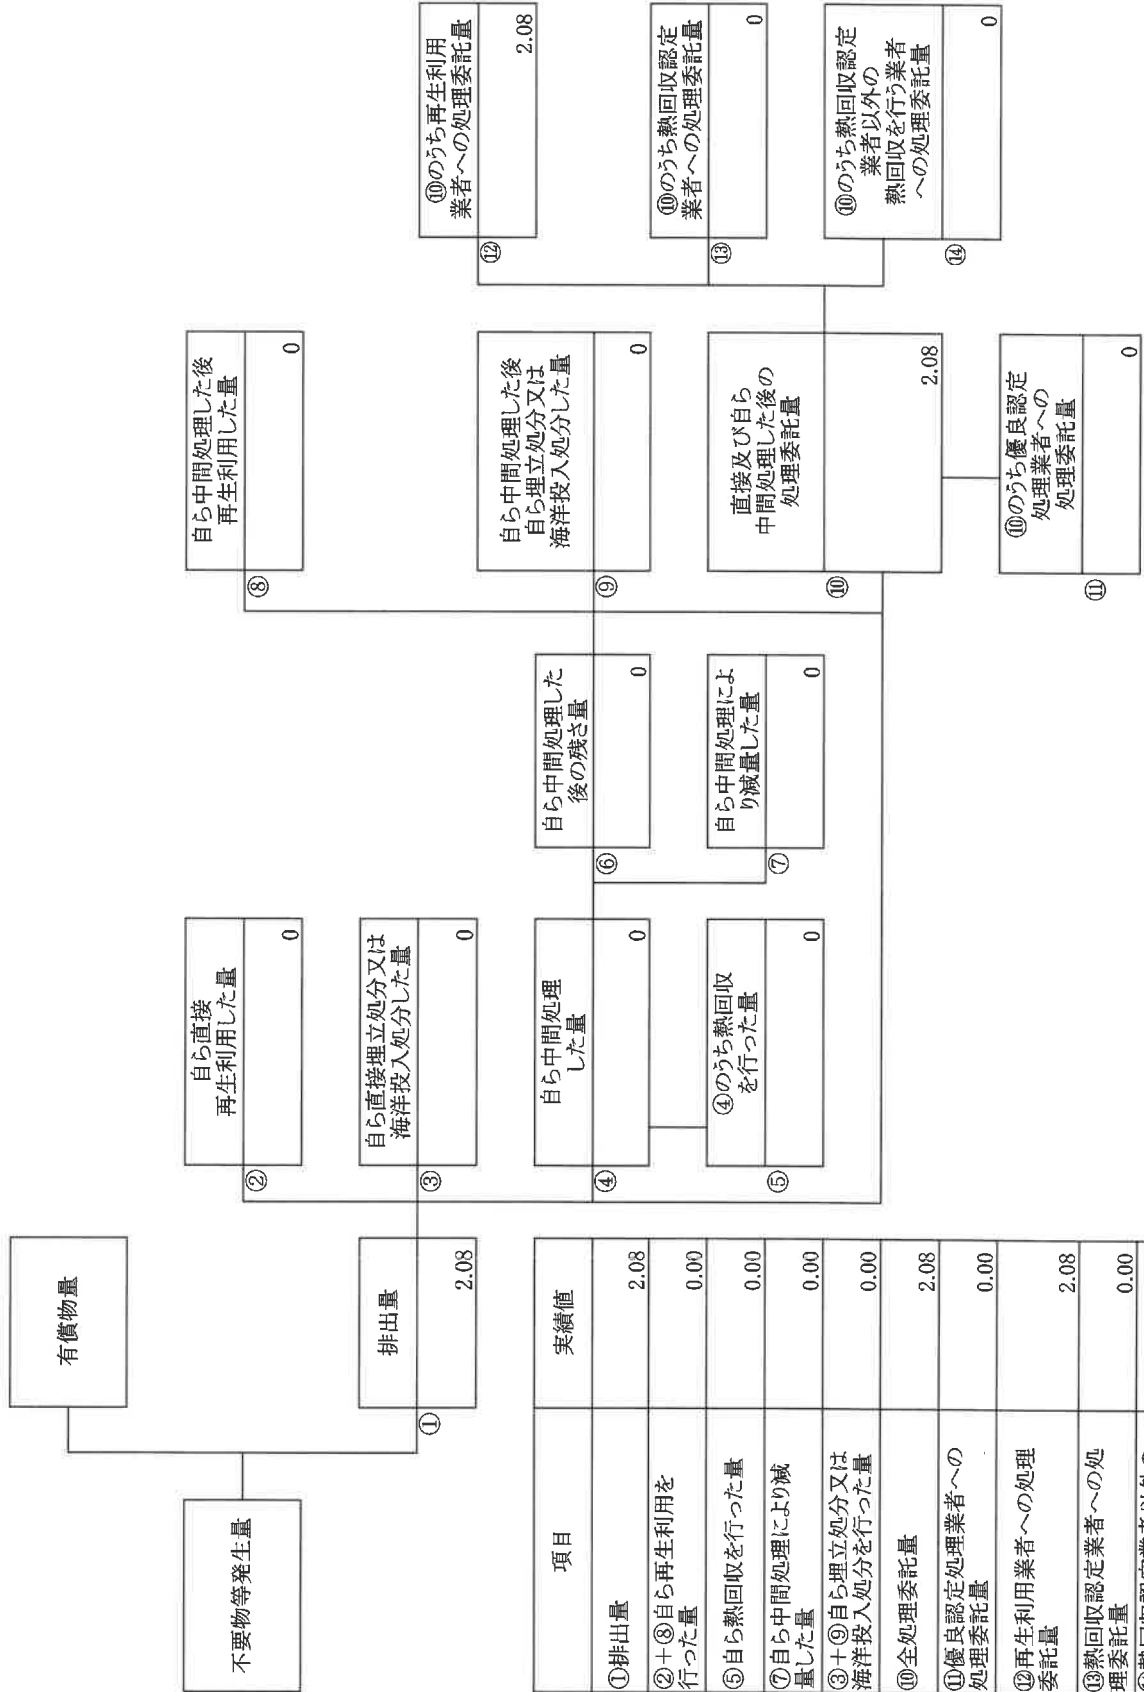 不要物等発生量
有償物量
①
排出量
2.08
②
自ら直接
再生利用した量
0
③
自ら直接埋立処分又は
海洋投入処分した量
0
④
自ら中間処理
した量
0
⑤
④のうち熱回収
を行った量
0
⑥
自ら中間処理した
後の残さ量
0
⑦
自ら中間処理によ
り減量した量
0
⑧
自ら中間処理した後
再生利用した量
0
⑨
自ら中間処理した後
自ら埋立処分又は
海洋投入処分した量
0
⑩
直接及び自ら
中間処理した後の
処理委託量
2.08
⑪
⑩のうち優良認定
処理業者への
処理委託量
0
⑫
⑩のうち再生利用
業者への処理委託量
2.08
⑬
⑩のうち熱回収認定
業者への処理委託量
0
⑭
⑩のうち熱回収認定
業者以外の
熱回収を行う業者
への処理委託量
0
項目 実績値
①排出量 2.08
②+⑧自ら再生利用を
行った量 0.00
⑤自ら熱回収を行った量 0.00
⑦自ら中間処理により減
量した量 0.00
③+⑨自ら埋立処分又は
海洋投入処分を行った量 0.00
⑩全処理委託量 2.08
⑪優良認定処理業者への
処理委託量 0.00
⑫再生利用業者への処理
委託量 2.08
⑬熱回収認定業者への処
理委託量 0.00